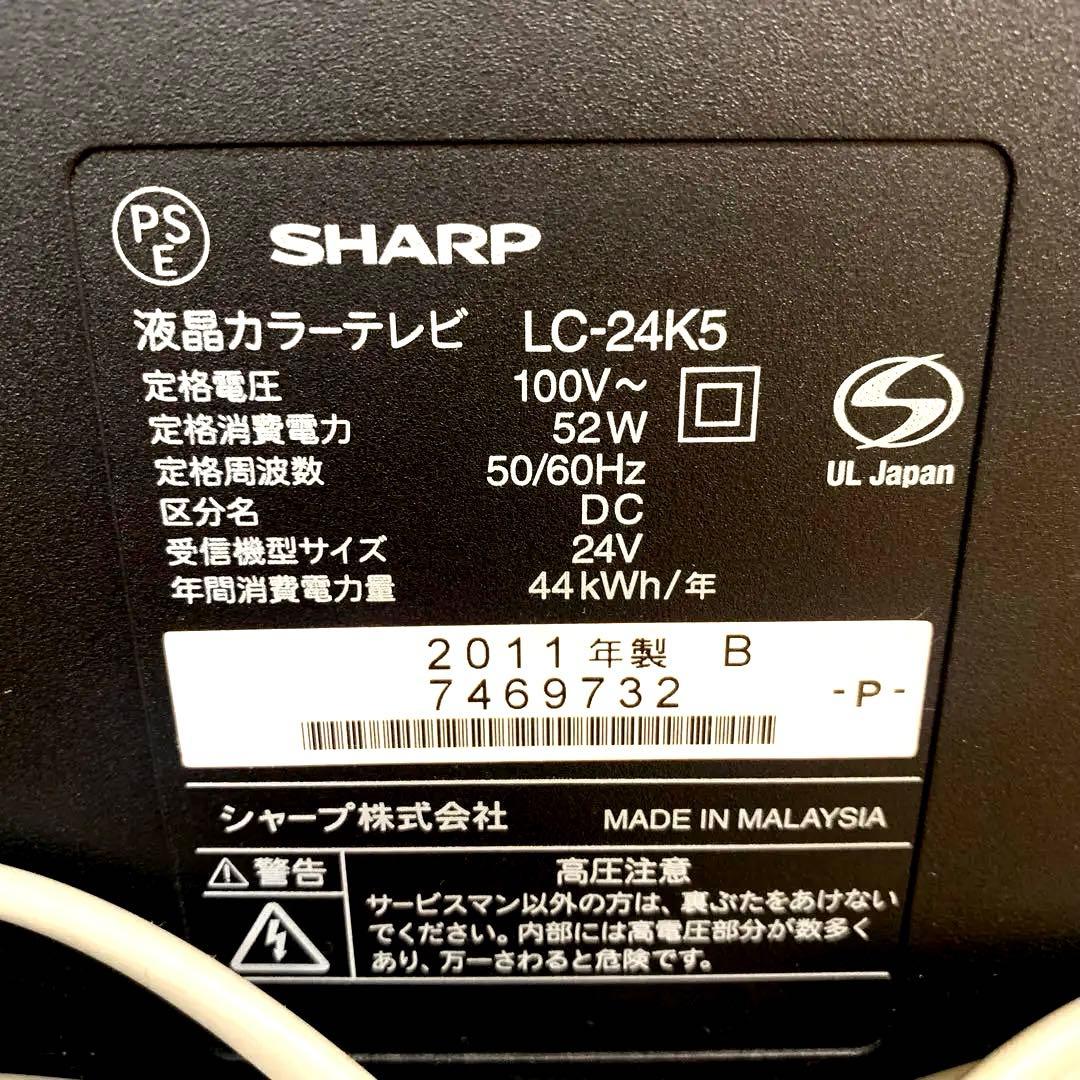 PSE
SHARP
液晶カラーテレビ LC-24K5
定格電圧 100V～
定格消費電力 52W
定格周波数 50/60Hz
UL Japan
区分名 DC
受信機型サイズ 24V
年間消費電力量 44kWh/年
2011年製 B
7469732 -P-
シャープ株式会社 MADE IN MALAYSIA
警告 高圧注意
サービスマン以外の方は、裏ぶたをあけない
でください。内部には高電圧部分が数多く
あり、万一さわると危険です。